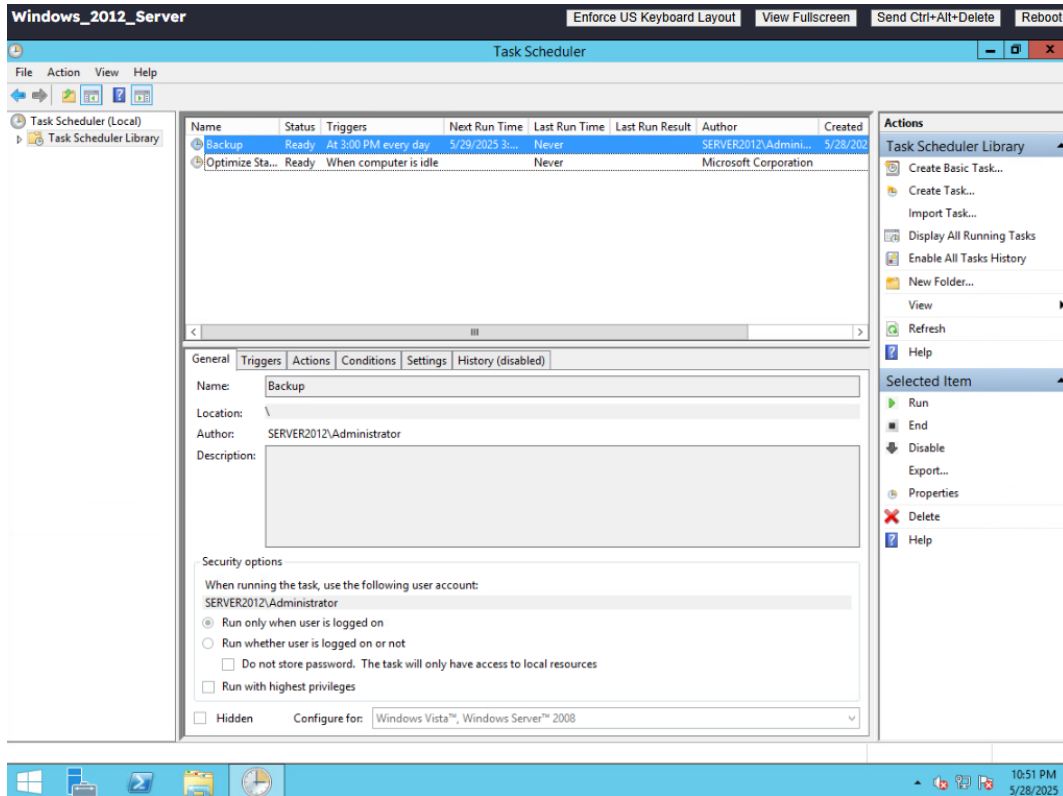 Windows_2012_Server
Enforce US Keyboard Layout View Fullscreen Send Ctrl+Alt+Delete Reboot
Task Scheduler
File Action View Help
Task Scheduler (Local)
Task Scheduler Library
Name Status Triggers Next Run Time Last Run Time Last Run Result Author Created
Backup Ready At 3:00 PM every day 5/29/2025 3:... Never SERVER2012\Admini... 5/28/202
Optimize Sta... Ready When computer is idle Never Microsoft Corporation
General Triggers Actions Conditions Settings History (disabled)
Name: Backup
Location: \
Author: SERVER2012\Administrator
Description:
Security options
When running the task, use the following user account:
SERVER2012\Administrator
Run only when user is logged on
Run whether user is logged on or not
Do not store password. The task will only have access to local resources
Run with highest privileges
Hidden Configure for: Windows Vista™, Windows Server™ 2008
Actions
Task Scheduler Library
Create Basic Task...
Create Task...
Import Task...
Display All Running Tasks
Enable All Tasks History
New Folder...
View
Refresh
Help
Selected Item
Run
End
Disable
Export...
Properties
Delete
Help
10:51 PM
5/28/2025